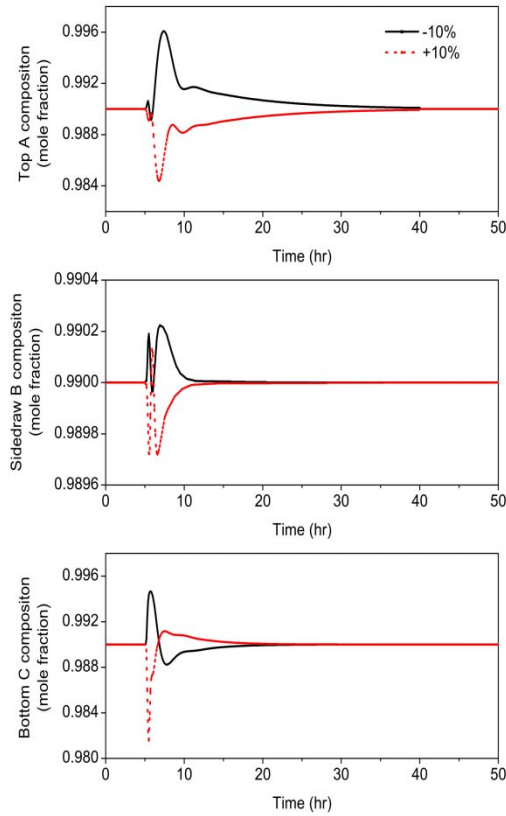 Top A compositon
(mole fraction)
0.996
0.992
0.988
0.984
-10%
+10%
0 10 20 30 40 50
Time (hr)
Sidedraw B compositon
(mole fraction)
0.9904
0.9902
0.9900
0.9898
0.9896
0 10 20 30 40 50
Time (hr)
Bottom C compositon
(mole fraction)
0.996
0.992
0.988
0.984
0.980
0 10 20 30 40 50
Time (hr)